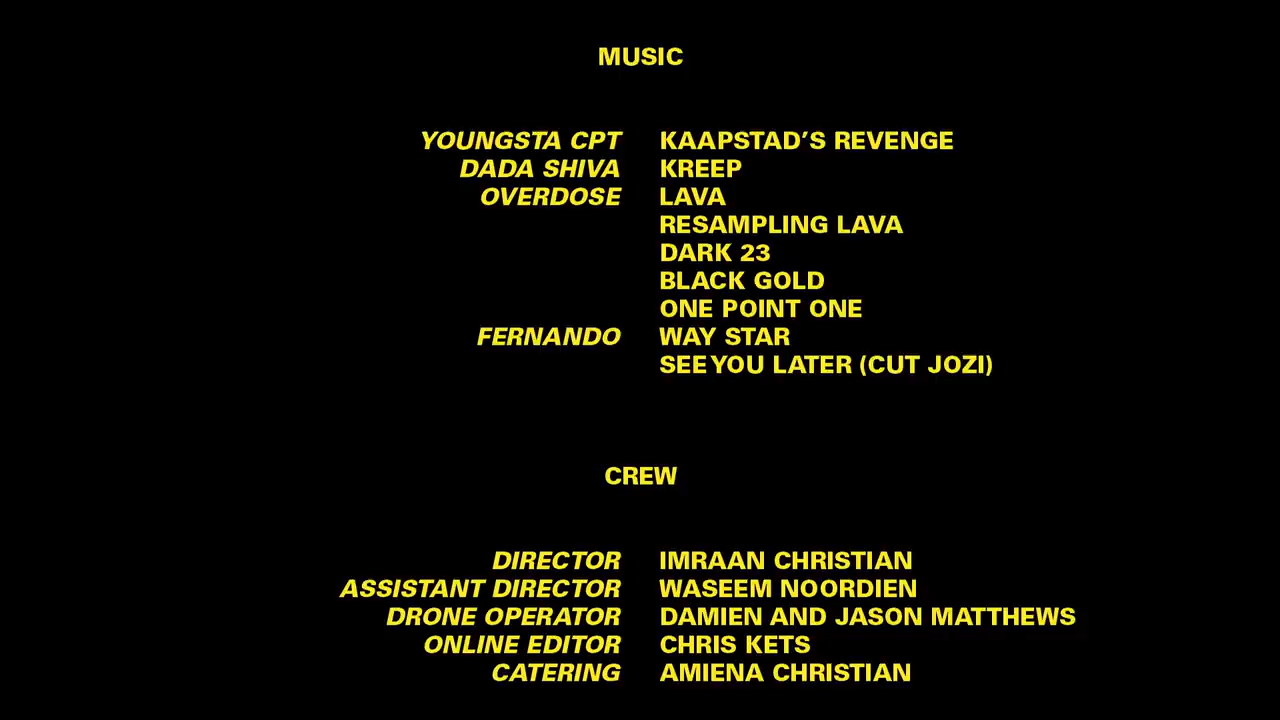 MUSIC
YOUNGSTA CPT KAAPSTAD'S REVENGE
DADA SHIVA KREEP
OVERDOSE LAVA
RESAMPLING LAVA
DARK 23
BLACK GOLD
ONE POINT ONE
FERNANDO WAY STAR
SEE YOU LATER (CUT JOZI)
CREW
DIRECTOR IMRAAN CHRISTIAN
ASSISTANT DIRECTOR WASEEM NOORDIEN
DRONE OPERATOR DAMIEN AND JASON MATTHEWS
ONLINE EDITOR CHRIS KETS
CATERING AMIENA CHRISTIAN